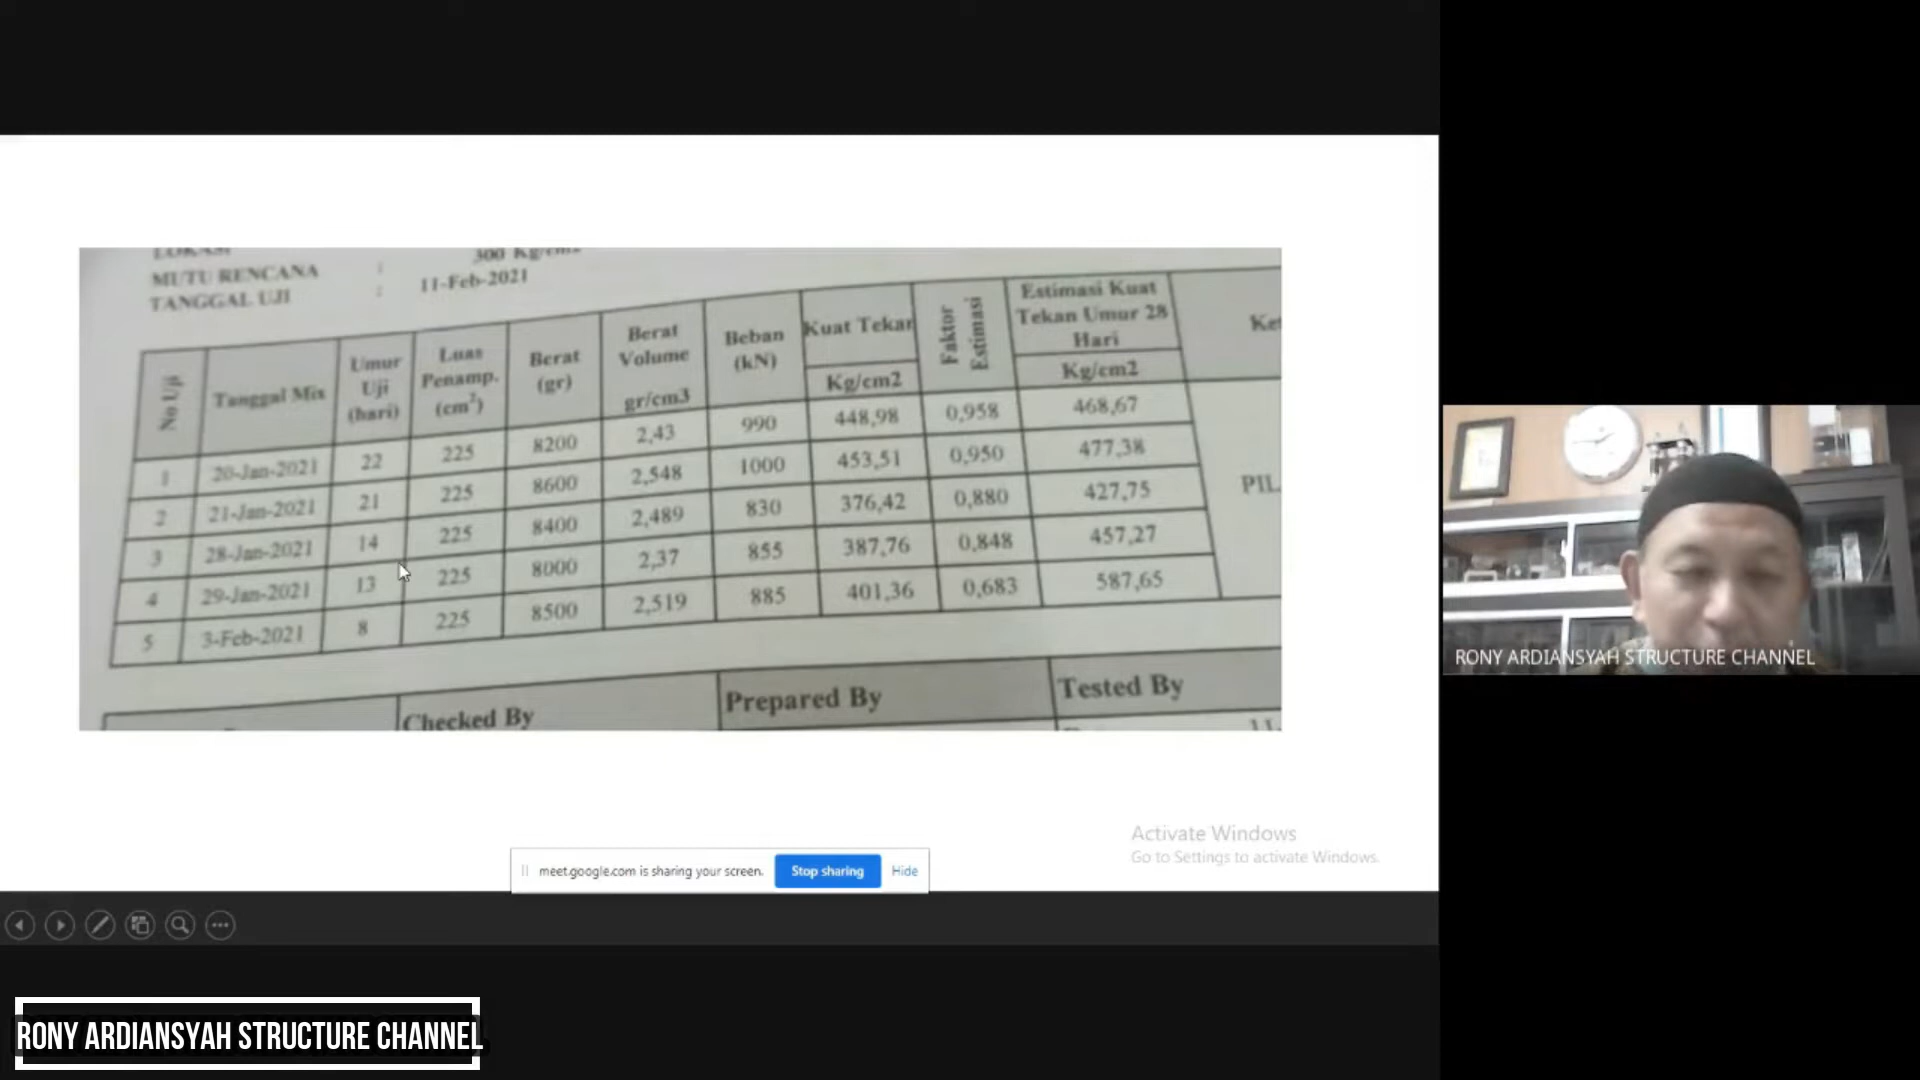 LOKASI
300 Kg/cm2
MUTU RENCANA :
TANGGAL UJI : 11-Feb-2021
No Uji Tanggal Mix Umur Uji (hari) Luas Penamp. (cm²) Berat (gr) Berat Volume gr/cm3 Beban (kN) Kuat Tekan Kg/cm2 Faktor Estimasi Estimasi Kuat Tekan Umur 28 Hari Kg/cm2
1 20-Jan-2021 22 225 8200 2,43 990 448,98 0,958 468,67
2 21-Jan-2021 21 225 8600 2,548 1000 453,51 0,950 477,38
3 28-Jan-2021 14 225 8400 2,489 830 376,42 0,880 427,75
4 29-Jan-2021 13 225 8000 2,37 855 387,76 0,848 457,27
5 3-Feb-2021 8 225 8500 2,519 885 401,36 0,683 587,65
Checked By Prepared By Tested By
Activate Windows
Go to Settings to activate Windows.
meet.google.com is sharing your screen. Stop sharing Hide
RONY ARDIANSYAH STRUCTURE CHANNEL
RONY ARDIANSYAH STRUCTURE CHANNEL